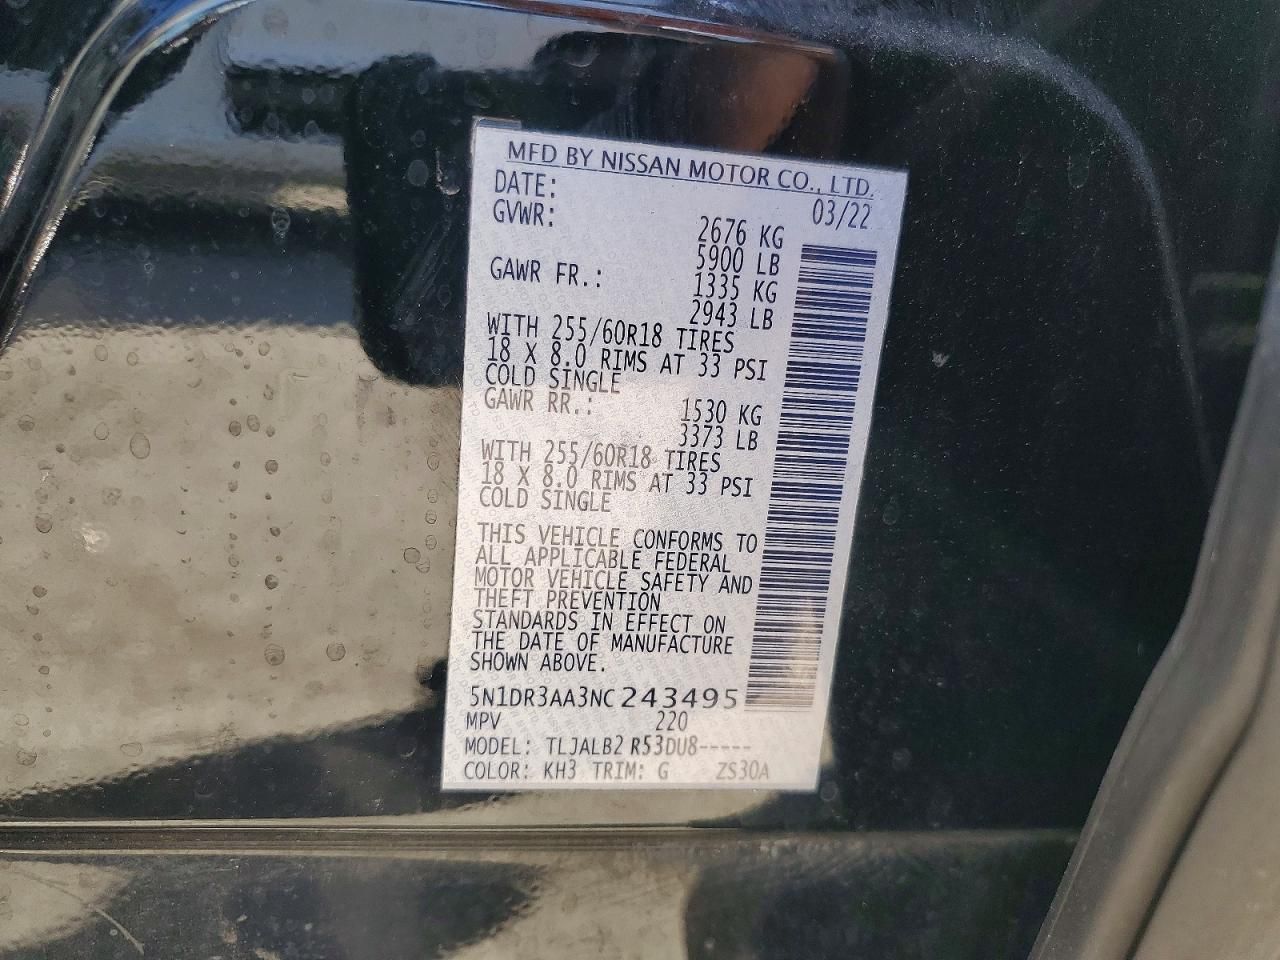 MFD BY NISSAN MOTOR CO., LTD.
DATE: 03/22
GVWR: 2676 KG
5900 LB
GAWR FR.: 1335 KG
2943 LB
WITH 255/60R18 TIRES
18 X 8.0 RIMS AT 33 PSI
COLD SINGLE
GAWR RR.: 1530 KG
3373 LB
WITH 255/60R18 TIRES
18 X 8.0 RIMS AT 33 PSI
COLD SINGLE
THIS VEHICLE CONFORMS TO
ALL APPLICABLE FEDERAL
MOTOR VEHICLE SAFETY AND
THEFT PREVENTION
STANDARDS IN EFFECT ON
THE DATE OF MANUFACTURE
SHOWN ABOVE.
5N1DR3AA3NC243495
MPV 220
MODEL: TLJALB2 R53DU8-----
COLOR: KH3 TRIM: G ZS30A